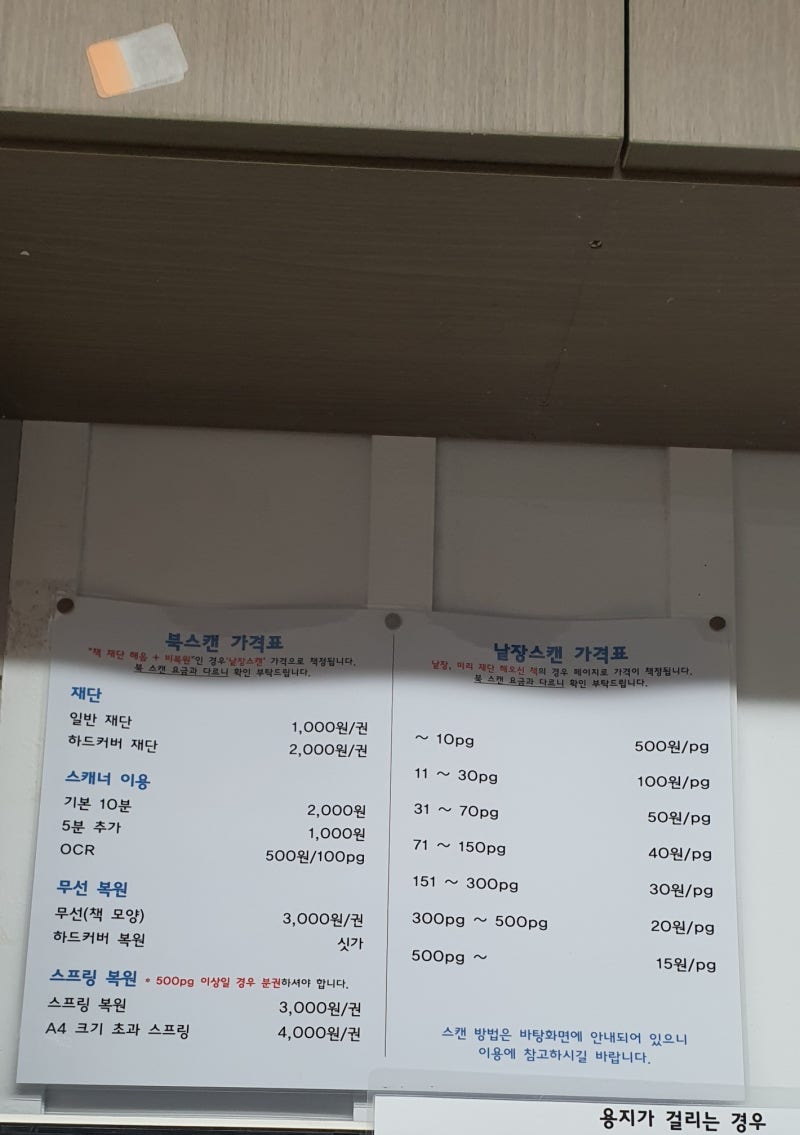 북스캔 가격표
"책 재단 해옴 + 미복원"인 경우 '낱장스캔' 가격으로 책정됩니다.
북 스캔 요금과 다르니 확인 부탁드립니다.
재단
일반 재단 1,000원/권
하드커버 재단 2,000원/권
스캐너 이용
기본 10분 2,000원
5분 추가 1,000원
OCR 500원/100pg
무선 복원
무선(책 모양) 3,000원/권
하드커버 복원 싯가
스프링 복원 * 500pg 이상일 경우 분권하셔야 합니다.
스프링 복원 3,000원/권
A4 크기 초과 스프링 4,000원/권
낱장스캔 가격표
낱장, 미리 재단 해오신 책의 경우 페이지로 가격이 책정됩니다.
북 스캔 요금과 다르니 확인 부탁드립니다.
~ 10pg 500원/pg
11 ~ 30pg 100원/pg
31 ~ 70pg 50원/pg
71 ~ 150pg 40원/pg
151 ~ 300pg 30원/pg
300pg ~ 500pg 20원/pg
500pg ~ 15원/pg
스캔 방법은 바탕화면에 안내되어 있으니
이용에 참고하시길 바랍니다.
용지가 걸리는 경우